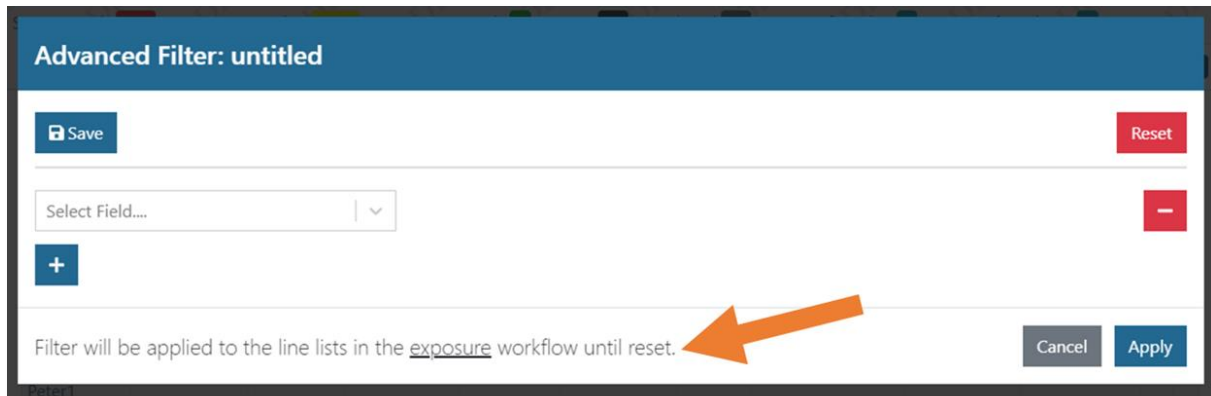 Advanced Filter: untitled
Save
Reset
Select Field....
Filter will be applied to the line lists in the exposure workflow until reset.
Cancel
Apply
Peter1